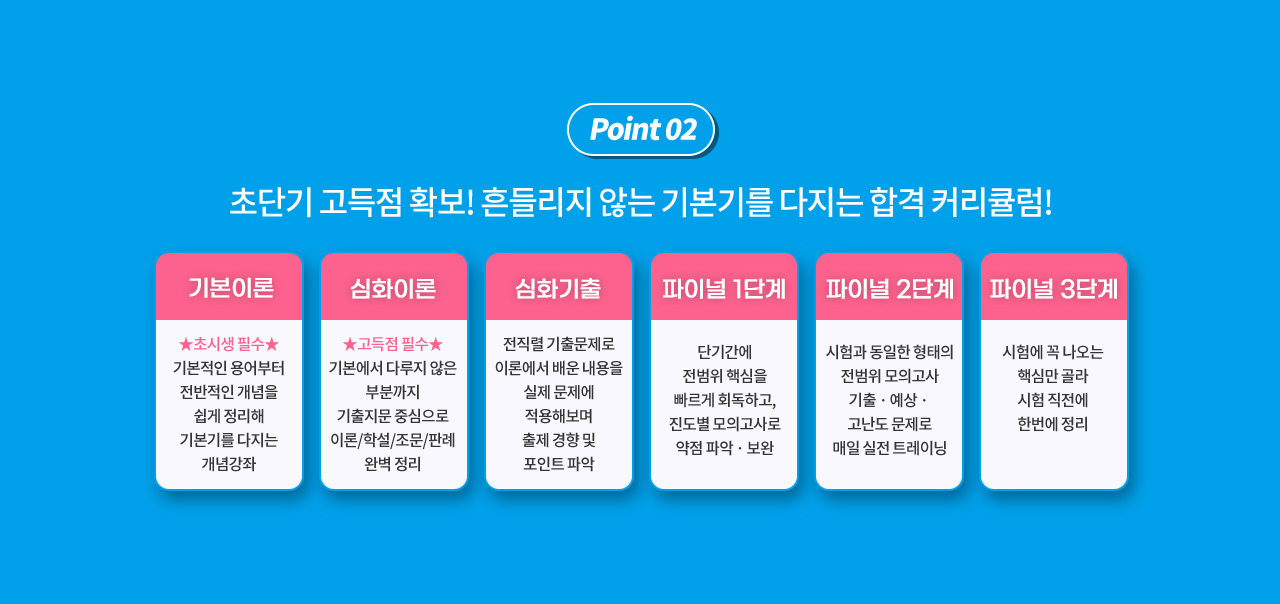 Point 02
초단기 고득점 확보! 흔들리지 않는 기본기를 다지는 합격 커리큘럼!
기본이론
★초시생 필수★
기본적인 용어부터
전반적인 개념을
쉽게 정리해
기본기를 다지는
개념강좌
심화이론
★고득점 필수★
기본에서 다루지 않은
부분까지
기출지문 중심으로
이론/학설/조문/판례
완벽 정리
심화기출
전직렬 기출문제로
이론에서 배운 내용을
실제 문제에
적용해보며
출제 경향 및
포인트 파악
파이널 1단계
단기간에
전범위 핵심을
빠르게 회독하고,
진도별 모의고사로
약점 파악 · 보완
파이널 2단계
시험과 동일한 형태의
전범위 모의고사
기출 · 예상 ·
고난도 문제로
매일 실전 트레이닝
파이널 3단계
시험에 꼭 나오는
핵심만 골라
시험 직전에
한번에 정리